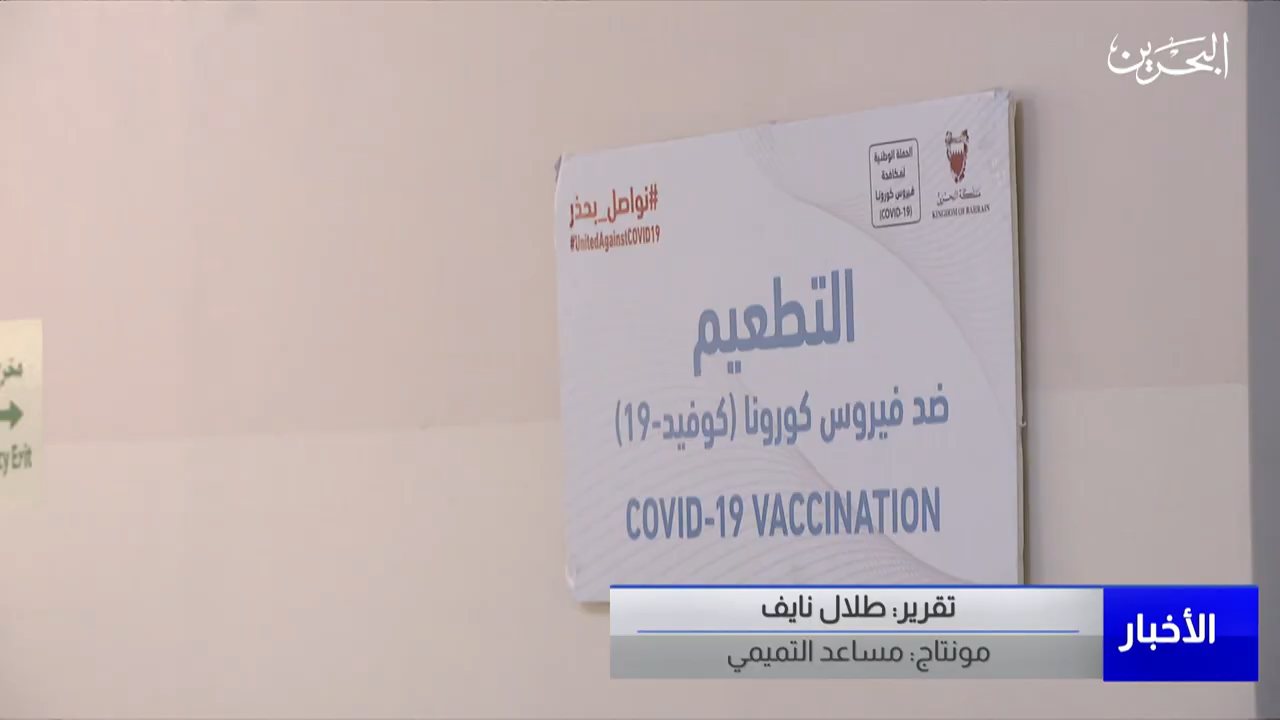 البحرين
#نواصل_بحذر
#UnitedAgainstCOVID19
الحملة الوطنية
لمكافحة
فيروس كورونا
(COVID-19)
مملكة البحرين
KINGDOM OF BAHRAIN
التطعيم
ضد فيروس كورونا (كوفيد-19)
COVID-19 VACCINATION
Exit
الأخبار
تقرير: طلال نايف
مونتاج: مساعد التميمي